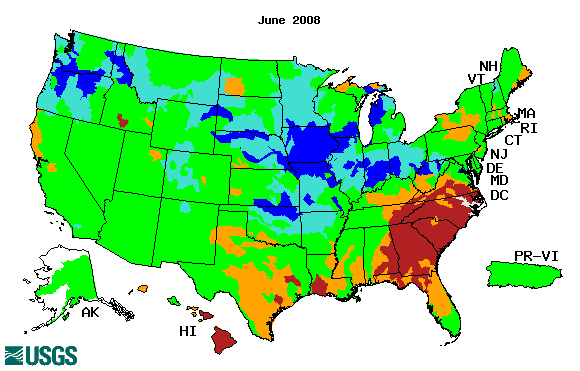 June 2008
NH
VT
MA
RI
CT
NJ
DE
MD
DC
PR-VI
AK
HI
USGS